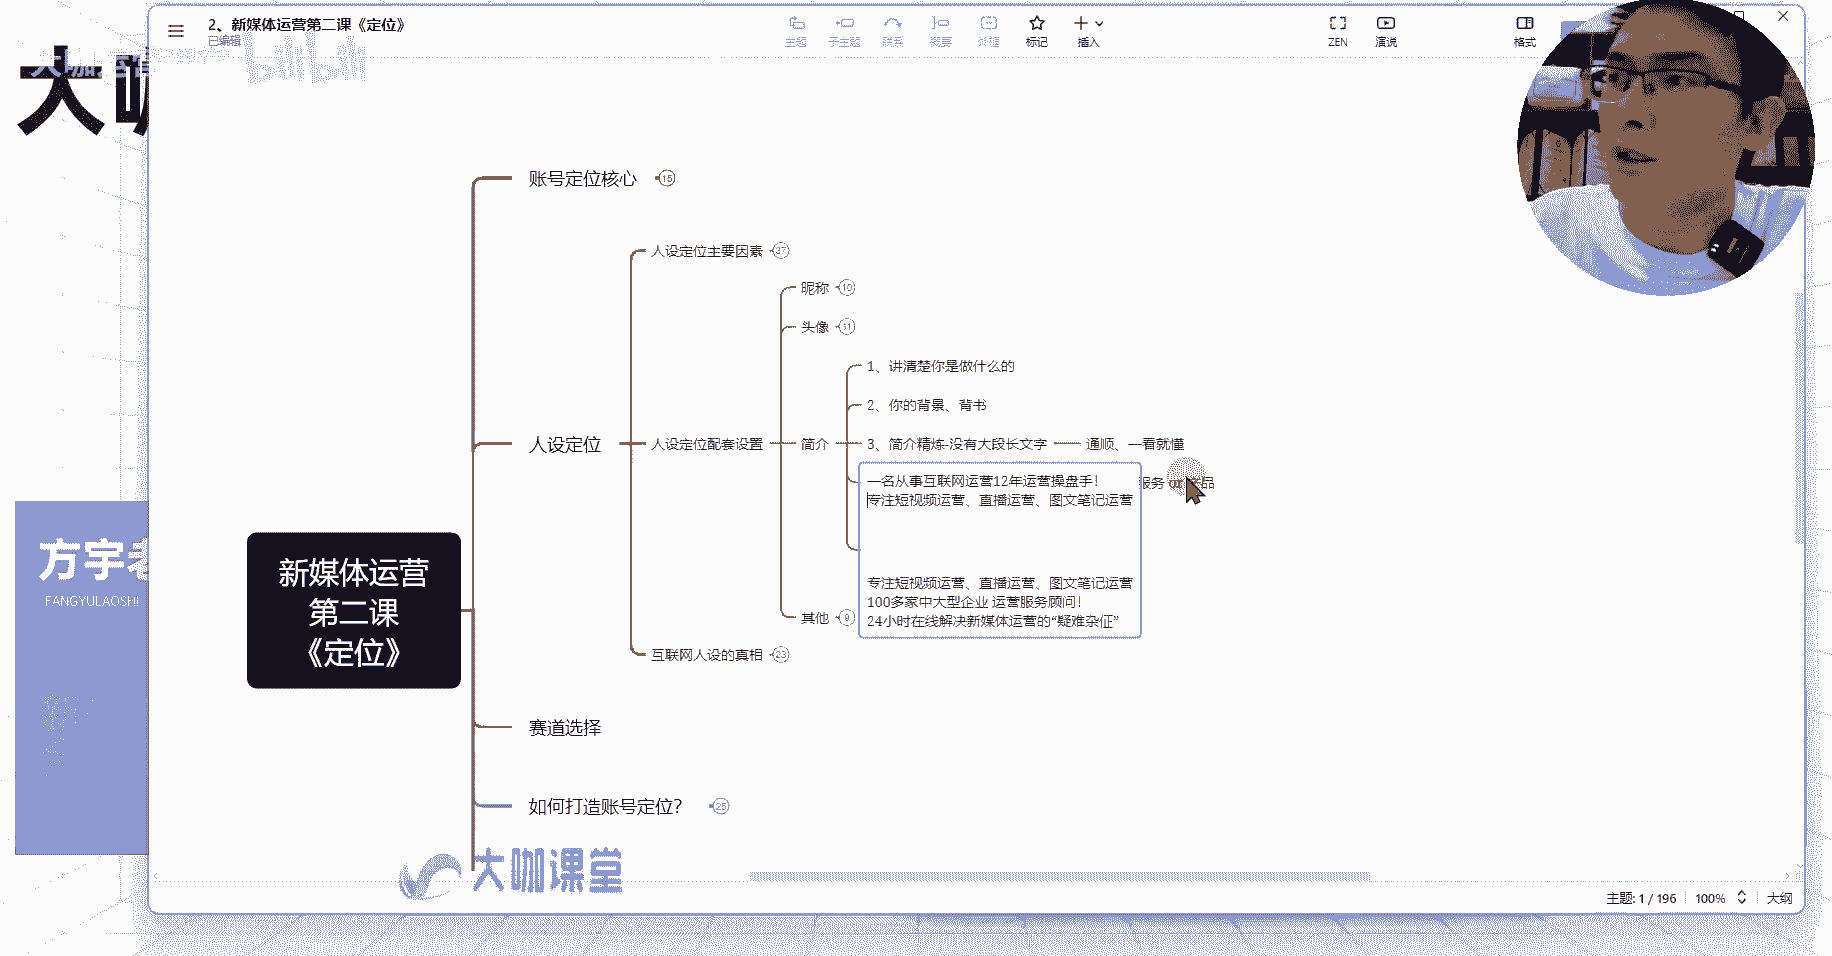 2、新媒体运营第二课《定位》
已编辑
主题
子主题
联系
概要
外框
标记
插入
ZEN
演说
格式
大咖运营
bilibili
大咖
账号定位核心 15
人设定位主要因素 37
昵称 10
头像 11
1、讲清楚你是做什么的
2、你的背景、背书
人设定位
人设定位配套设置
简介
3、简介精炼-没有大段长文字
通顺、一看就懂
一名从事互联网运营12年运营操盘手!
服务 or 产品
专注短视频运营、直播运营、图文笔记运营
专注短视频运营、直播运营、图文笔记运营
100多家中大型企业 运营服务顾问!
24小时在线解决新媒体运营的“疑难杂症”
其他 9
互联网人设的真相 23
新媒体运营
第二课
《定位》
方宇老
FANGYULAOSHI
赛道选择
如何打造账号定位? 25
大咖课堂
主题: 1 / 196
100%
大纲